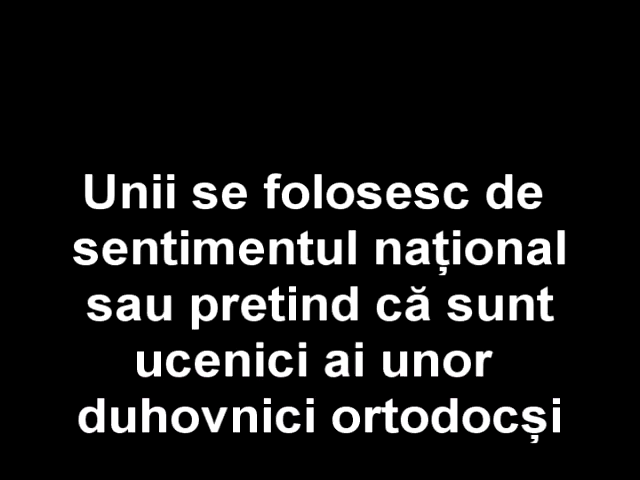 Unii se folosesc de
sentimentul național
sau pretind că sunt
ucenici ai unor
duhovnici ortodocși